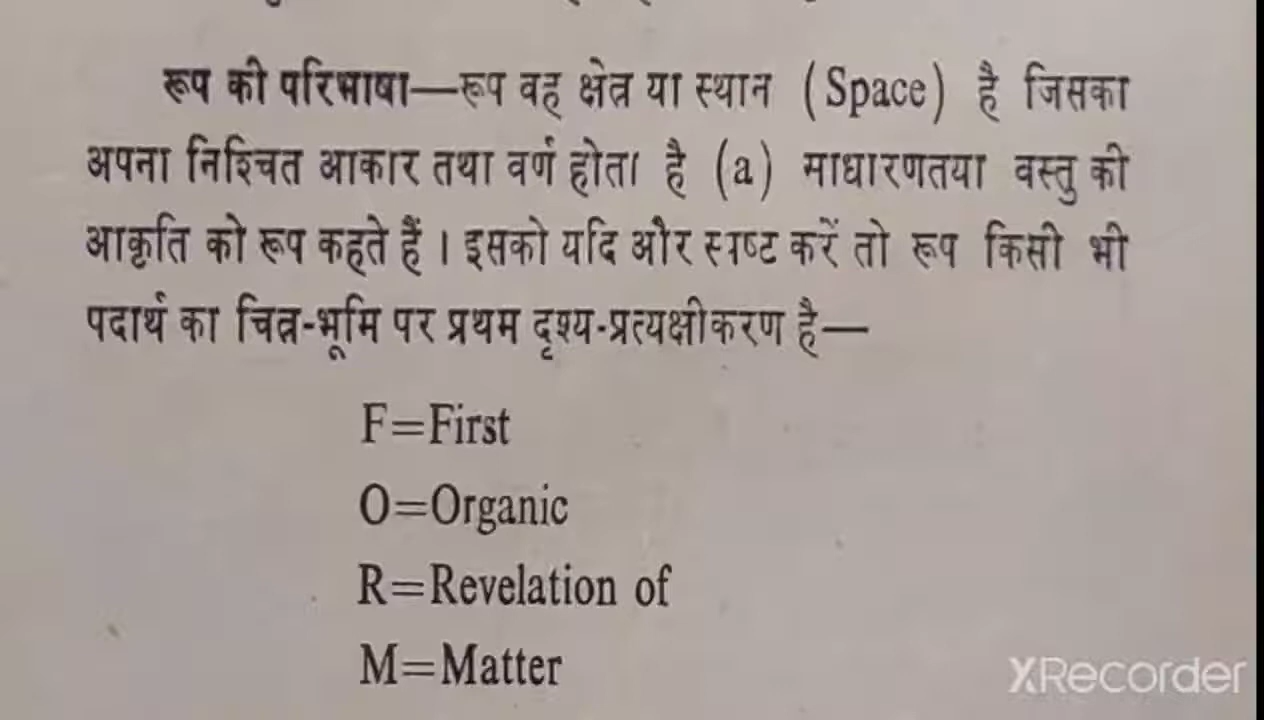 रूप की परिभाषा—रूप वह क्षेत्र या स्थान (Space) है जिसका
अपना निश्चित आकार तथा वर्ण होता है (a) माधारणतया वस्तु की
आकृति को रूप कहते हैं । इसको यदि और स्पष्ट करें तो रूप किसी भी
पदार्थ का चित्र-भूमि पर प्रथम दृश्य-प्रत्यक्षीकरण है—
F=First
O=Organic
R=Revelation of
M=Matter
XRecorder